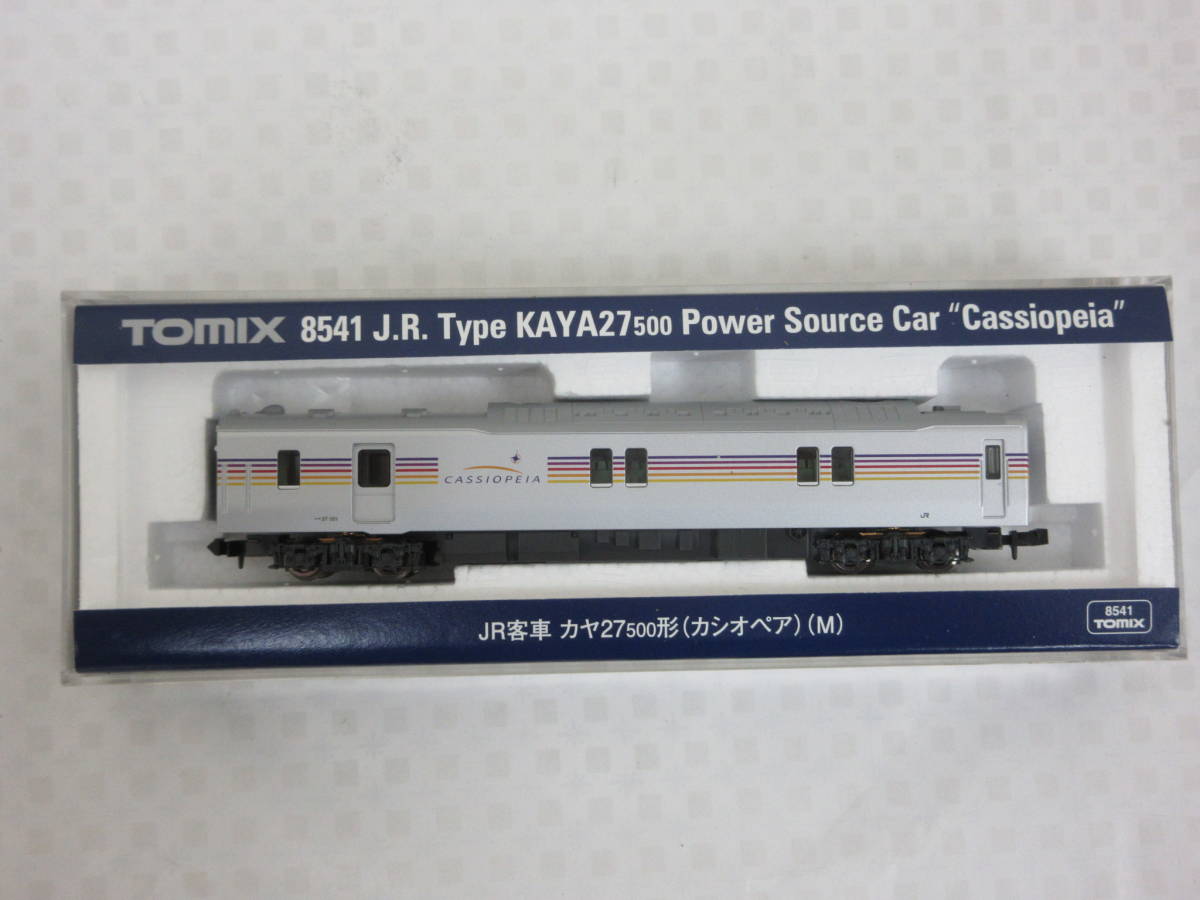 TOMIX 8541 J.R. Type KAYA27500 Power Source Car "Cassiopeia"
CASSIOPEIA
JR
JR客車 カヤ27500形(カシオペア)(M)
8541
TOMIX